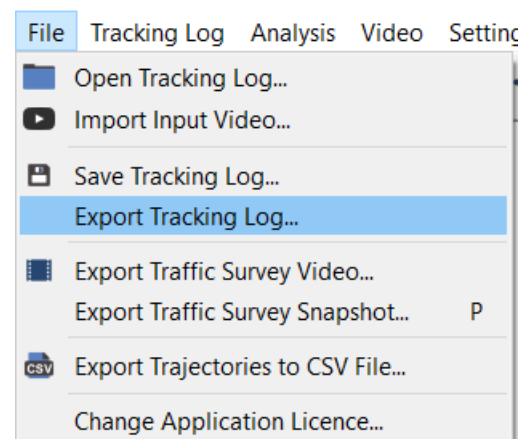 File Tracking Log Analysis Video Setting
Open Tracking Log...
Import Input Video...
Save Tracking Log...
Export Tracking Log...
Export Traffic Survey Video...
Export Traffic Survey Snapshot... P
CSV Export Trajectories to CSV File...
Change Application Licence...